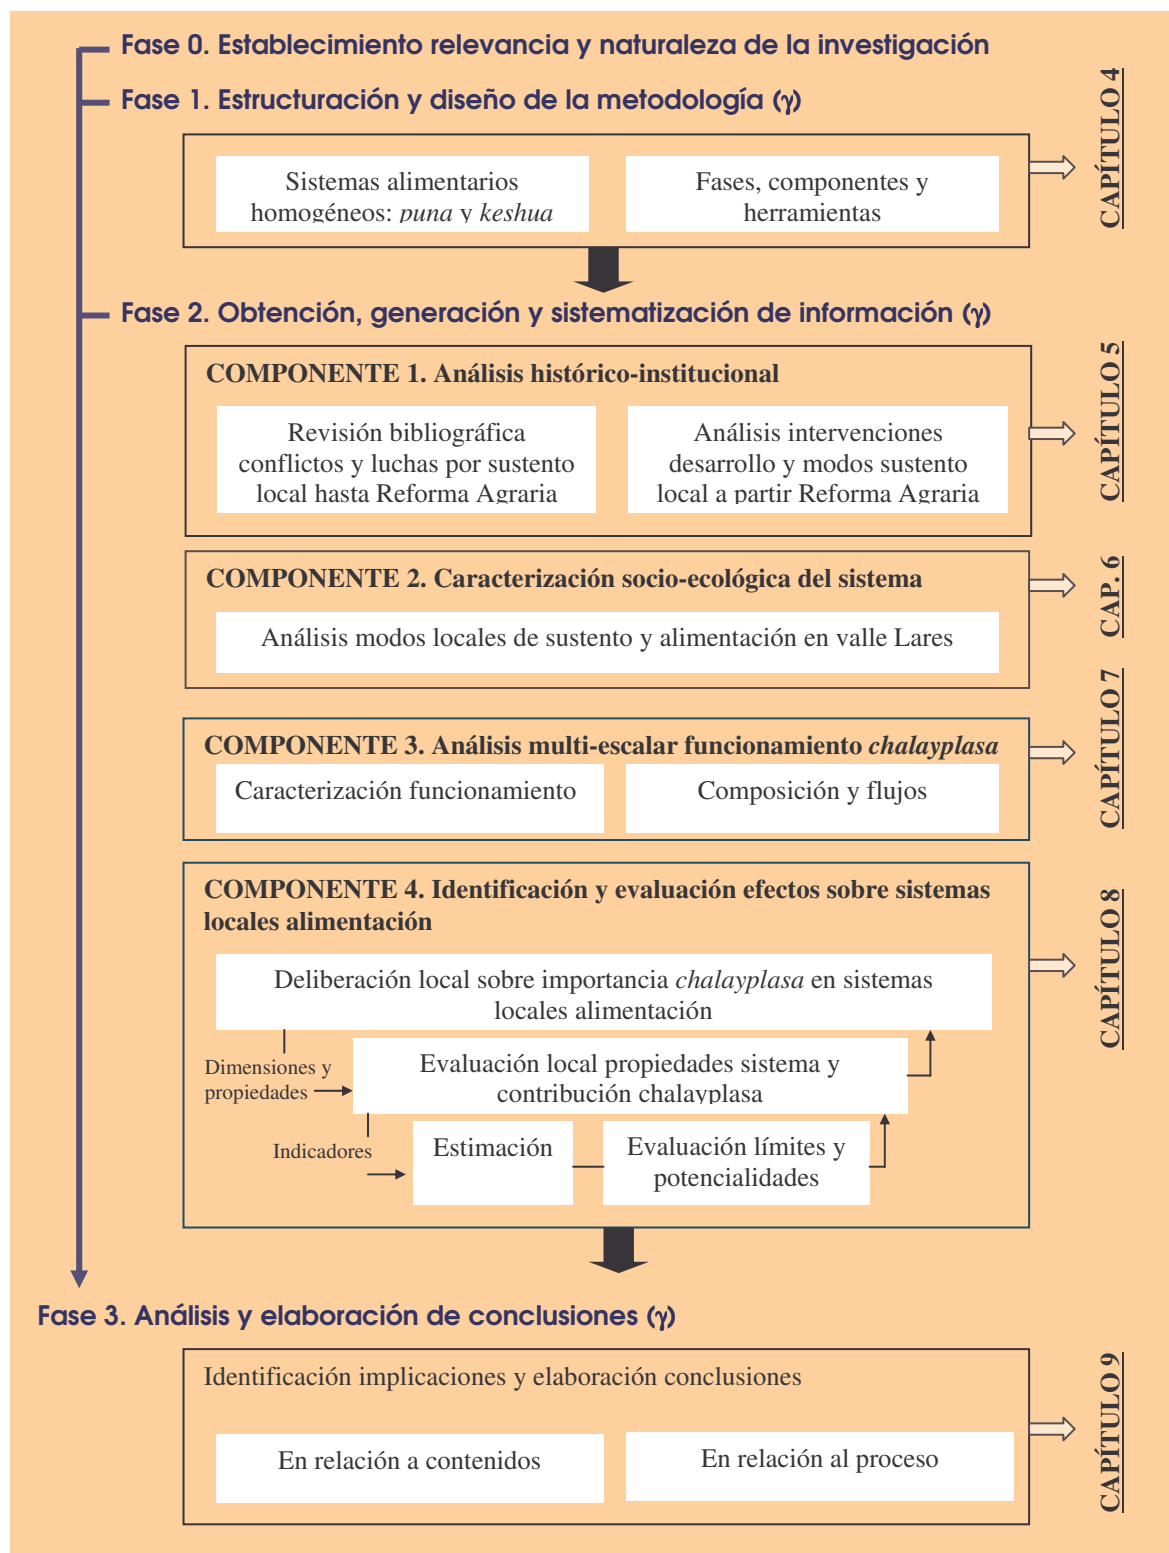 Fase 0. Establecimiento relevancia y naturaleza de la investigación
Fase 1. Estructuración y diseño de la metodología (γ)
Sistemas alimentarios
homogéneos: puna y keshua
Fases, componentes y
herramientas
CAPÍTULO 4
Fase 2. Obtención, generación y sistematización de información (γ)
COMPONENTE 1. Análisis histórico-institucional
Revisión bibliográfica
conflictos y luchas por sustento
local hasta Reforma Agraria
Análisis intervenciones
desarrollo y modos sustento
local a partir Reforma Agraria
CAPÍTULO 5
COMPONENTE 2. Caracterización socio-ecológica del sistema
Análisis modos locales de sustento y alimentación en valle Lares
CAP. 6
COMPONENTE 3. Análisis multi-escalar funcionamiento chalayplasa
Caracterización funcionamiento
Composición y flujos
CAPÍTULO 7
COMPONENTE 4. Identificación y evaluación efectos sobre sistemas
locales alimentación
Deliberación local sobre importancia chalayplasa en sistemas
locales alimentación
Dimensiones y
propiedades
Evaluación local propiedades sistema y
contribución chalayplasa
Indicadores
Estimación
Evaluación límites y
potencialidades
CAPÍTULO 8
Fase 3. Análisis y elaboración de conclusiones (γ)
Identificación implicaciones y elaboración conclusiones
En relación a contenidos
En relación al proceso
CAPÍTULO 9